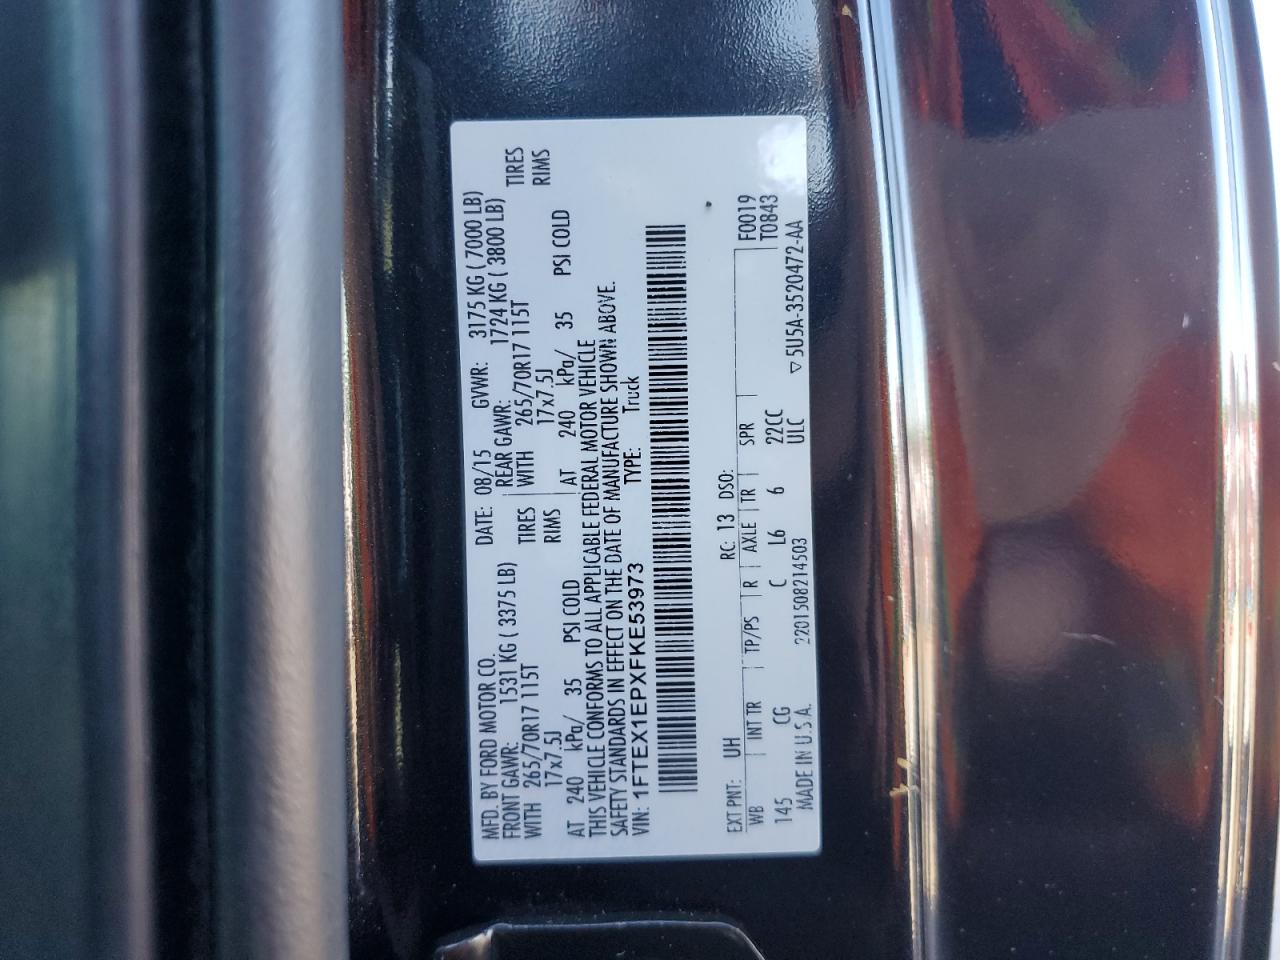 MFD. BY FORD MOTOR CO. DATE: 08/15 GVWR: 3175 KG ( 7000 LB)
FRONT GAWR: 1531 KG ( 3375 LB) REAR GAWR: 1724 KG ( 3800 LB)
WITH 265/70R17 115T TIRES WITH 265/70R17 115T TIRES
17x7.5J RIMS 17x7.5J RIMS
AT 240 kPa/ 35 PSI COLD AT 240 kPa/ 35 PSI COLD
THIS VEHICLE CONFORMS TO ALL APPLICABLE FEDERAL MOTOR VEHICLE
SAFETY STANDARDS IN EFFECT ON THE DATE OF MANUFACTURE SHOWN ABOVE.
VIN: 1FTEX1EPXFKE53973 TYPE: Truck
EXT PNT: UH RC: 13 DSO: F0019
WB INT TR TP/PS R AXLE TR SPR T0843
145 CG C L6 6 22CC
MADE IN U.S.A. 2201508214503 ULC ▽5U5A-3520472-AA